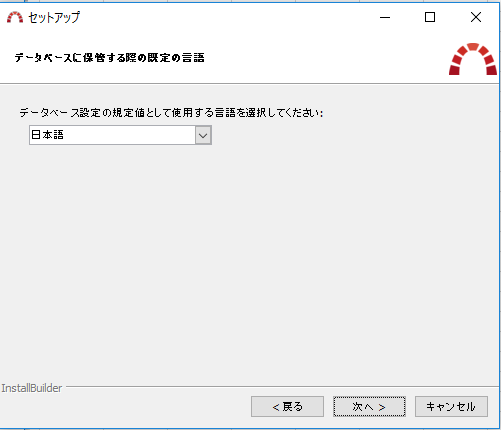 セットアップ
データベースに保管する際の既定の言語
データベース設定の規定値として使用する言語を選択してください:
日本語
InstallBuilder
< 戻る
次へ >
キャンセル